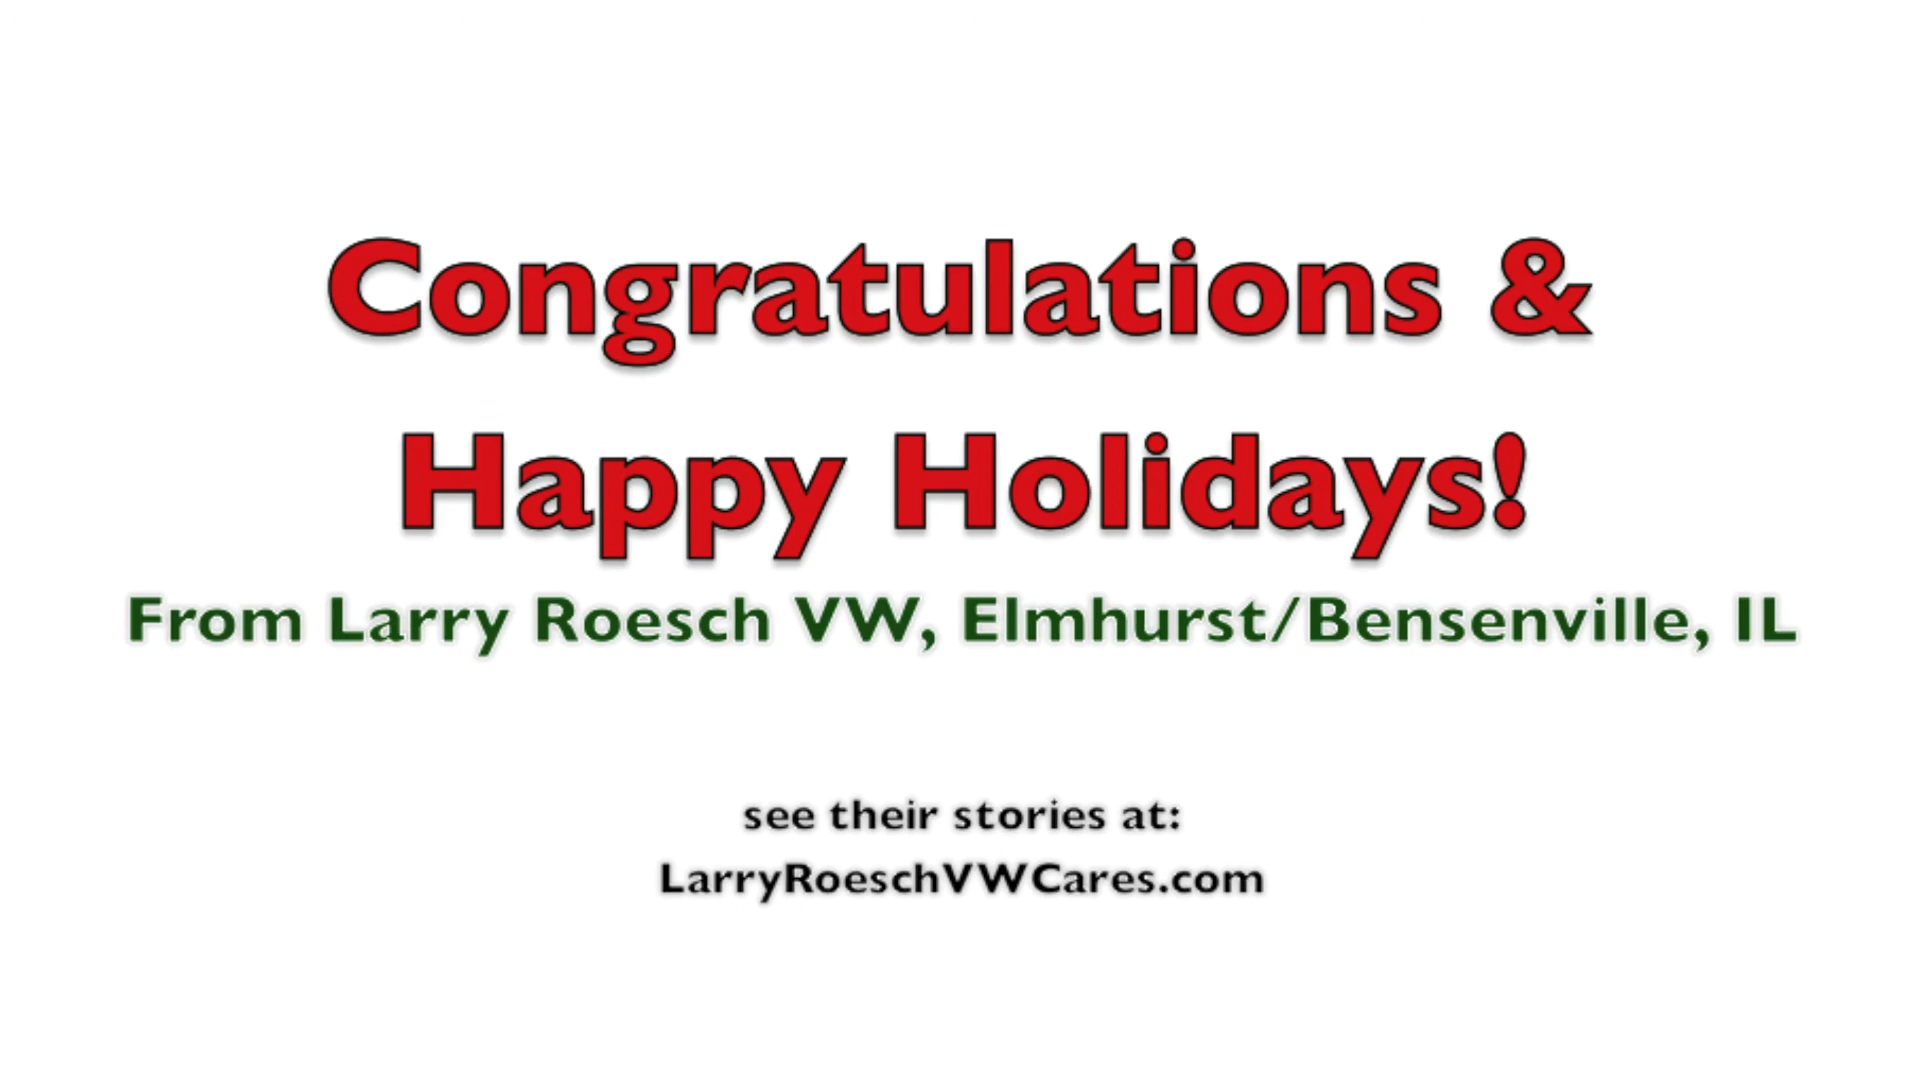 Congratulations &
Happy Holidays!
From Larry Roesch VW, Elmhurst/Bensenville, IL
see their stories at:
LarryRoeschVWCares.com